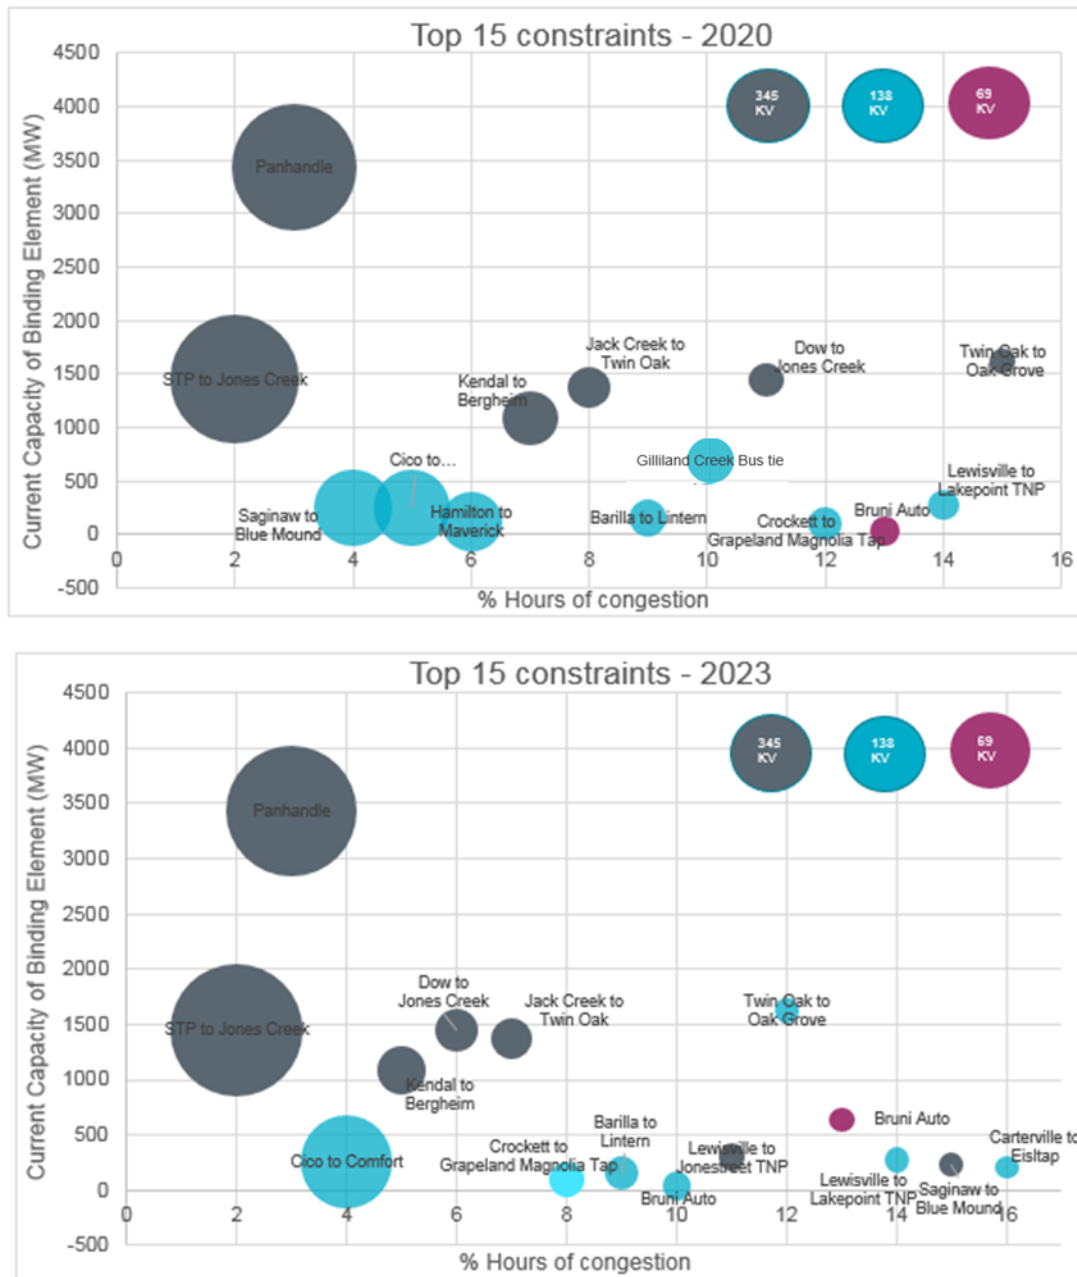 Top 15 constraints - 2020
Current Capacity of Binding Element (MW)
4500
4000
3500
3000
2500
2000
1500
1000
500
0
-500
345
KV
138
KV
69
KV
Panhandle
STP to Jones Creek
Jack Creek to
Twin Oak
Dow to
Jones Creek
Twin Oak to
Oak Grove
Kendal to
Bergheim
Cico to...
Gilliland Creek Bus tie
Lewisville to
Lakepoint TNP
Saginaw to
Blue Mound
Hamilton to
Maverick
Barilla to Lintern
Crockett to
Grapeland Magnolia Tap
Bruni Auto
0
2
4
6
8
10
12
14
16
% Hours of congestion
Top 15 constraints - 2023
Current Capacity of Binding Element (MW)
4500
4000
3500
3000
2500
2000
1500
1000
500
0
-500
345
KV
138
KV
69
KV
Panhandle
STP to Jones Creek
Dow to
Jones Creek
Jack Creek to
Twin Oak
Twin Oak to
Oak Grove
Kendal to
Bergheim
Cico to Comfort
Crockett to
Grapeland Magnolia Tap
Barilla to
Lintern
Bruni Auto
Lewisville to
Jonestreet TNP
Bruni Auto
Lewisville to
Lakepoint TNP
Saginaw to
Blue Mound
Carterville to
Eisltap
0
2
4
6
8
10
12
14
16
% Hours of congestion